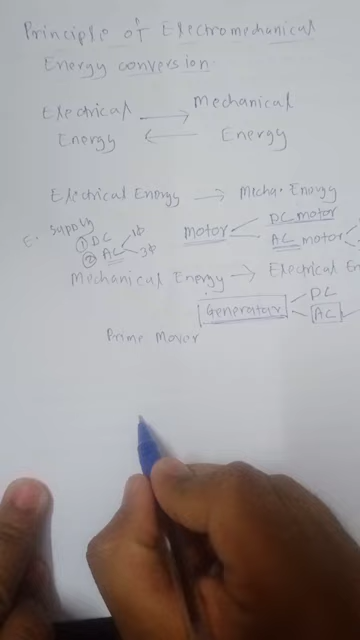 Principle of Electromechanical
Energy conversion
Electrical → Mechanical
Energy ← Energy
Electrical Energy → Mecha. Energy
E. Supply
① DC
② AC 1ϕ
3ϕ
Motor DC motor
AC motor
Mechanical Energy → Electrical En
Generator DC
AC
Prime Mover